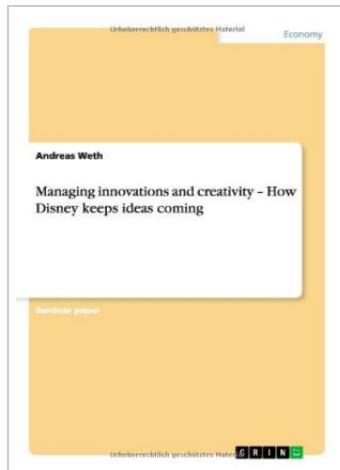 Urheberrechtlich geschütztes Material
Economy
Andreas Weth
Managing innovations and creativity – How
Disney keeps ideas coming
Seminar paper
Urheberrechtlich geschütztes Mater
GRIN